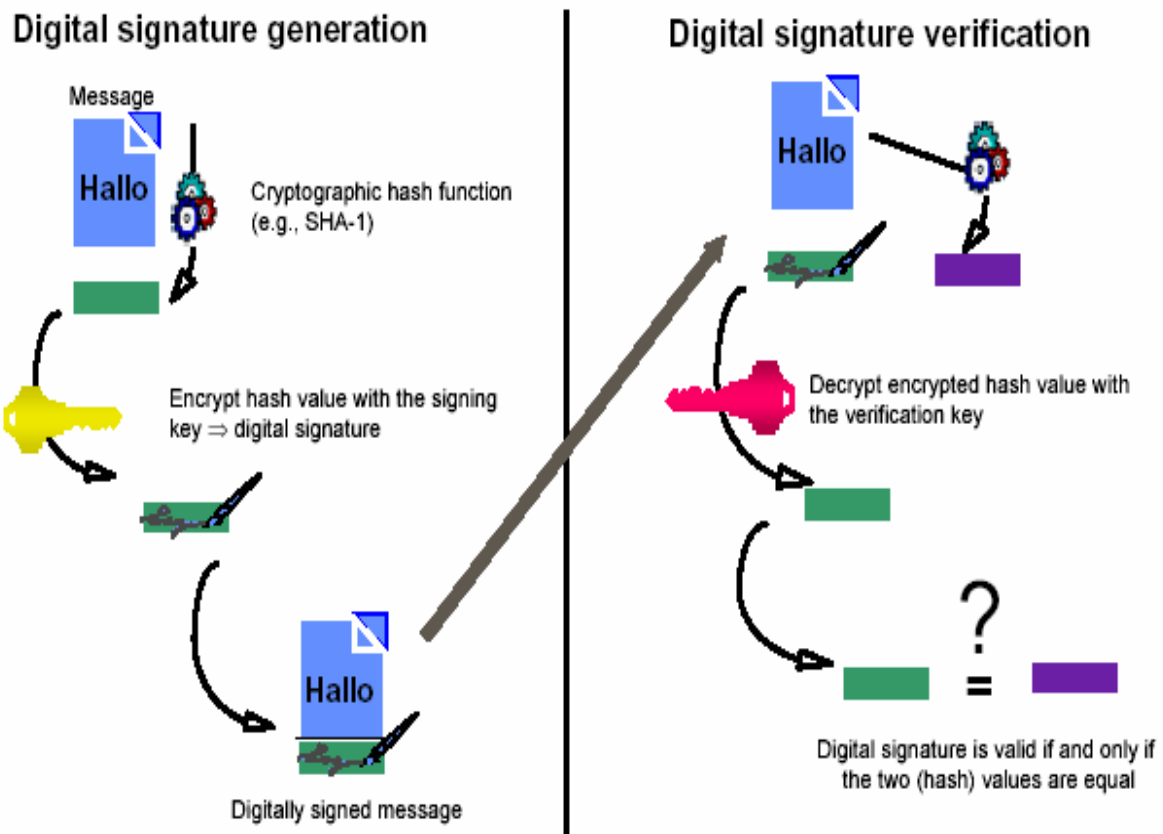 Digital signature generation
Message
Hallo
Cryptographic hash function
(e.g., SHA-1)
Encrypt hash value with the signing
key ⇒ digital signature
Hallo
Digitally signed message
Digital signature verification
Hallo
Decrypt encrypted hash value with
the verification key
?
=
Digital signature is valid if and only if
the two (hash) values are equal